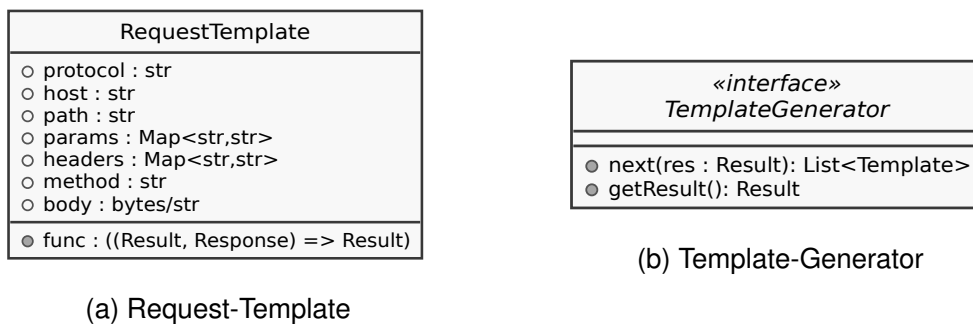 RequestTemplate
protocol : str
host : str
path : str
params : Map<str,str>
headers : Map<str,str>
method : str
body : bytes/str
func : ((Result, Response) => Result)
(a) Request-Template
«interface»
TemplateGenerator
next(res : Result): List<Template>
getResult(): Result
(b) Template-Generator